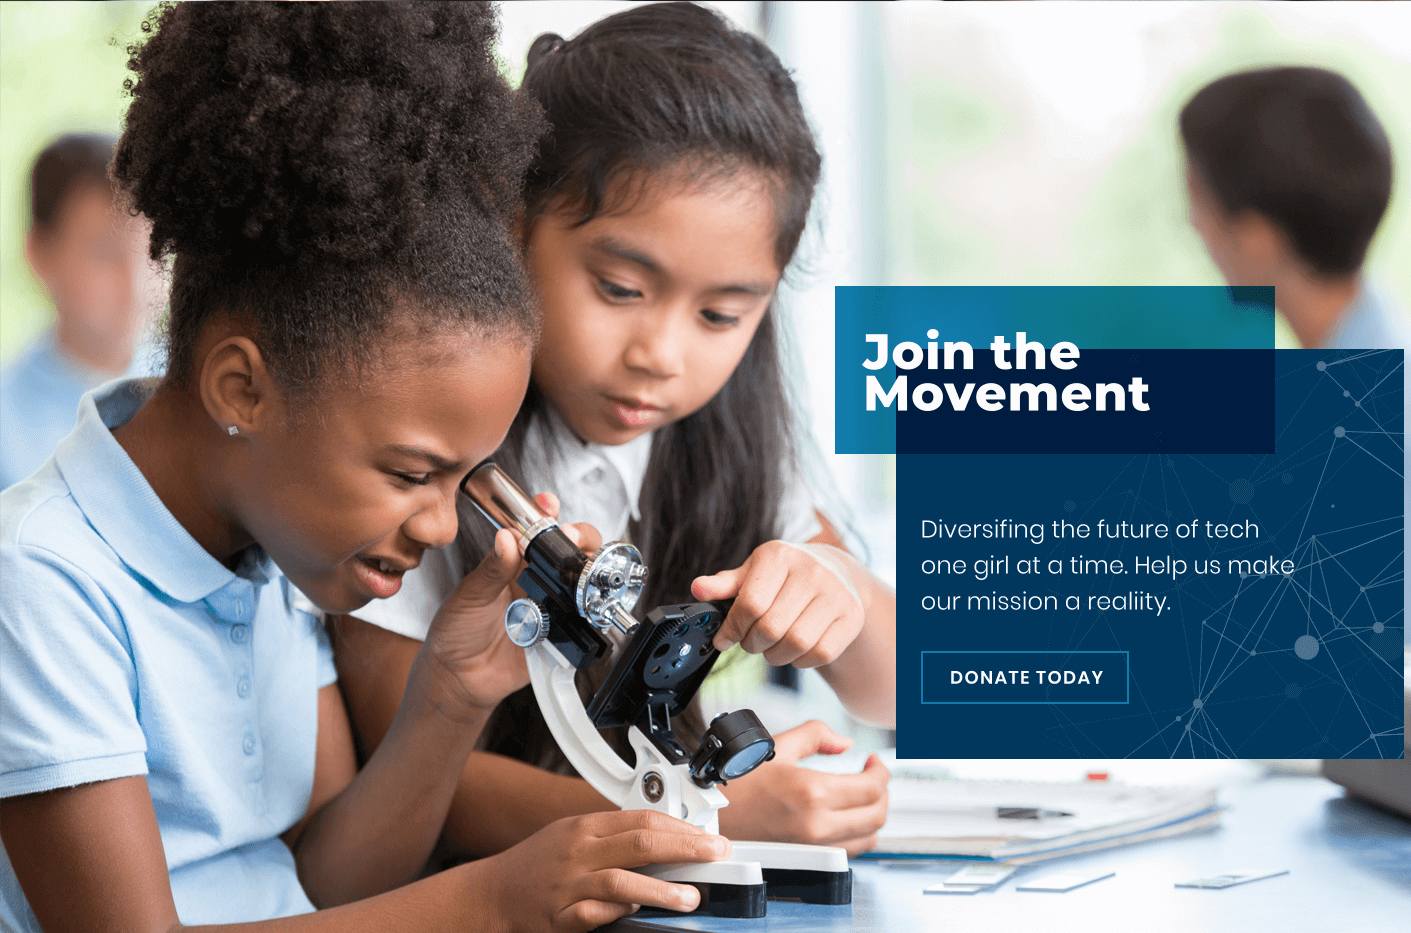 Join the
Movement
Diversifing the future of tech
one girl at a time. Help us make
our mission a realiity.
DONATE TODAY